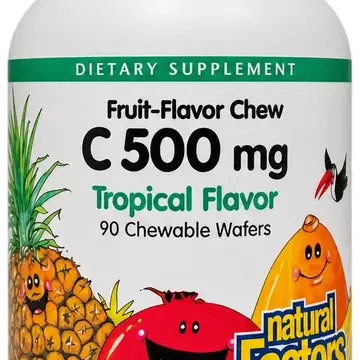 DIETARY SUPPLEMENT
Fruit-Flavor Chew
C 500 mg
Tropical Flavor
90 Chewable Wafers
natural
Factors